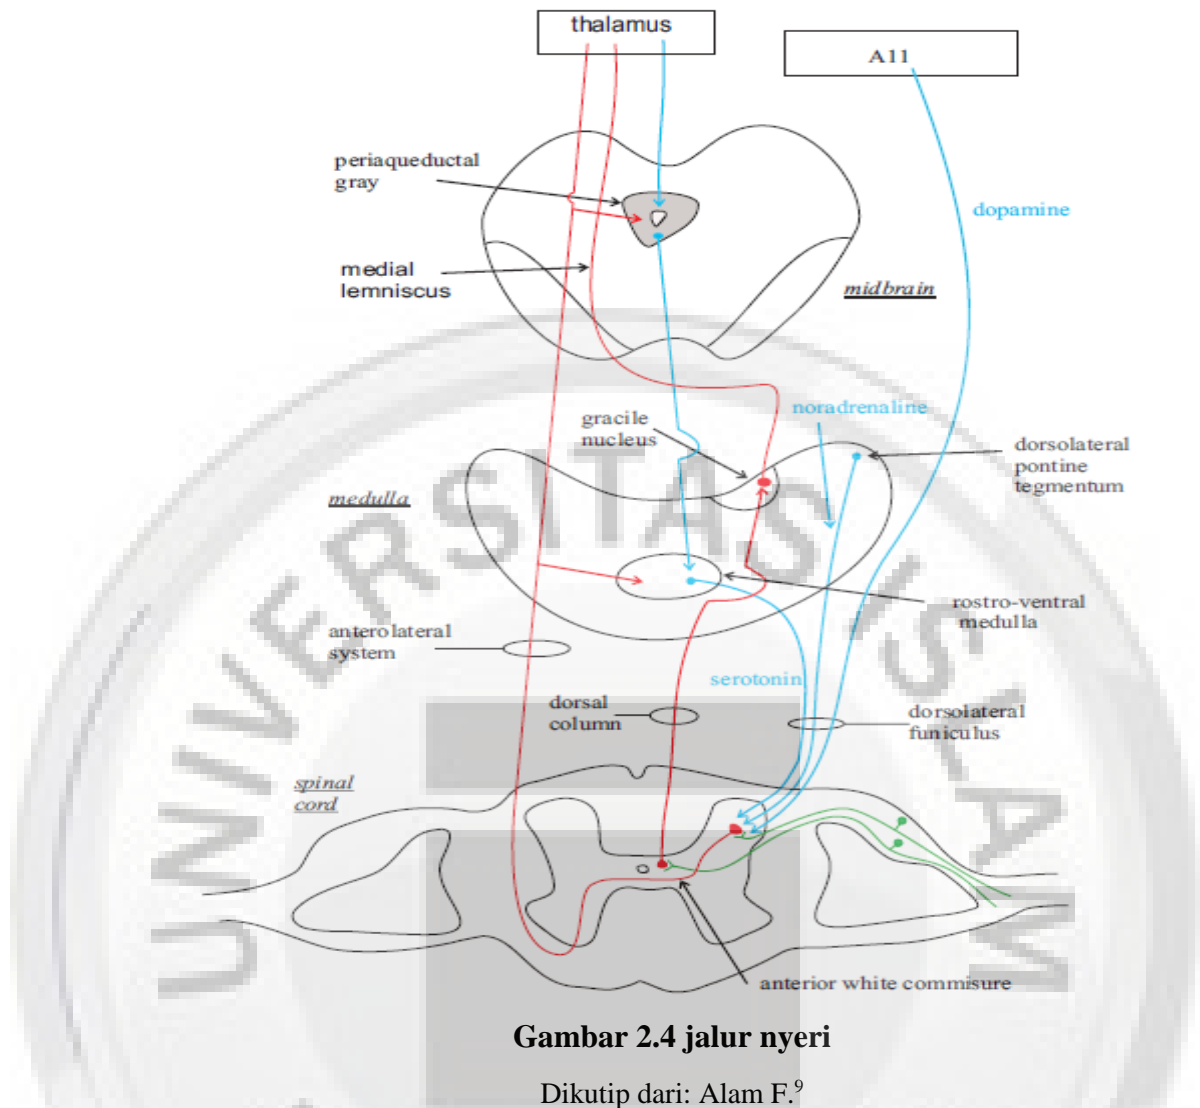 thalamus
A11
periaqueductal
gray
dopamine
medial
lemniscus
midbrain
noradrenaline
gracile
nucleus
dorsolateral
pontine
tegmentum
medulla
rostro-ventral
medulla
anterolateral
system
serotonin
dorsal
column
dorsolateral
funiculus
spinal
cord
anterior white commisure
UNIVERSITAS ISLAM
Gambar 2.4 jalur nyeri
Dikutip dari: Alam F.9